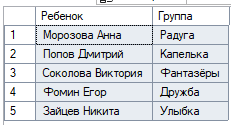 Ребенок Группа
1 Морозова Анна Радуга
2 Попов Дмитрий Капелька
3 Соколова Виктория Фантазёры
4 Фомин Егор Дружба
5 Зайцев Никита Улыбка